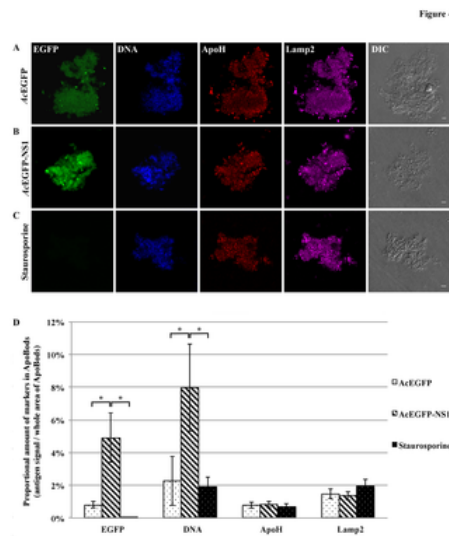 Figure
A EGFP DNA ApoH Lamp2 DIC
AcEGFP
B
AcEGFP-NS1
C
Staurosporine
D
12%
10%
8%
6%
4%
2%
0%
Proportional amount of markers in ApoBods
(antigen signal / whole area of ApoBods)
* * * *
AcEGFP
AcEGFP-NS1
Staurosporine
EGFP DNA ApoH Lamp2